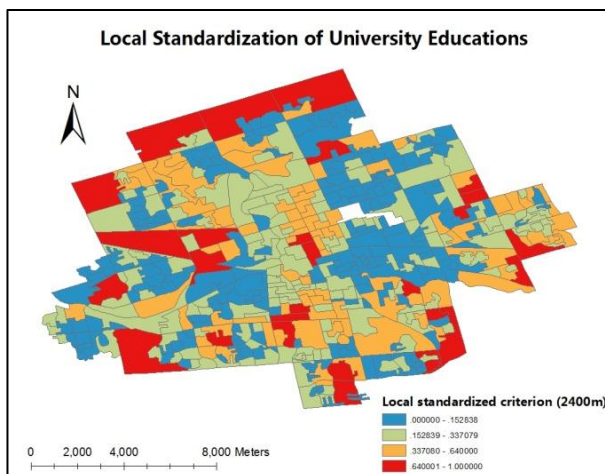 Local Standardization of University Educations
N
Local standardized criterion (2400m)
.000000 - .152838
.152839 - .337079
.337080 - .640000
.640001 - 1.000000
0 2,000 4,000 8,000 Meters